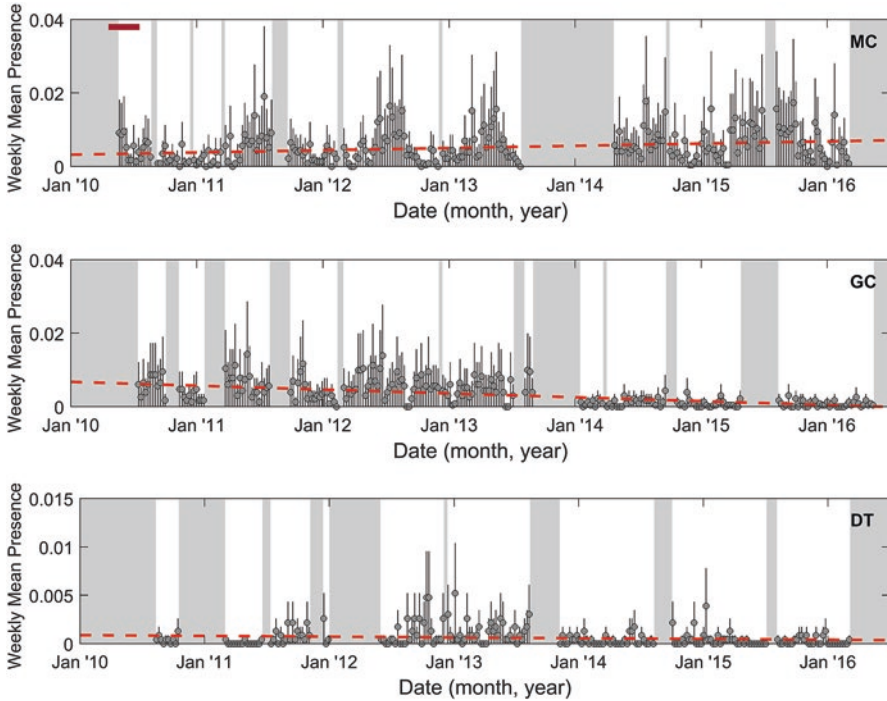 0.04
MC
0.02
0
Weekly Mean Presence
Jan '10 Jan '11 Jan '12 Jan '13 Jan '14 Jan '15 Jan '16
Date (month, year)
0.04
GC
0.02
0
Weekly Mean Presence
Jan '10 Jan '11 Jan '12 Jan '13 Jan '14 Jan '15 Jan '16
Date (month, year)
0.015
DT
0.01
0.005
0
Weekly Mean Presence
Jan '10 Jan '11 Jan '12 Jan '13 Jan '14 Jan '15 Jan '16
Date (month, year)